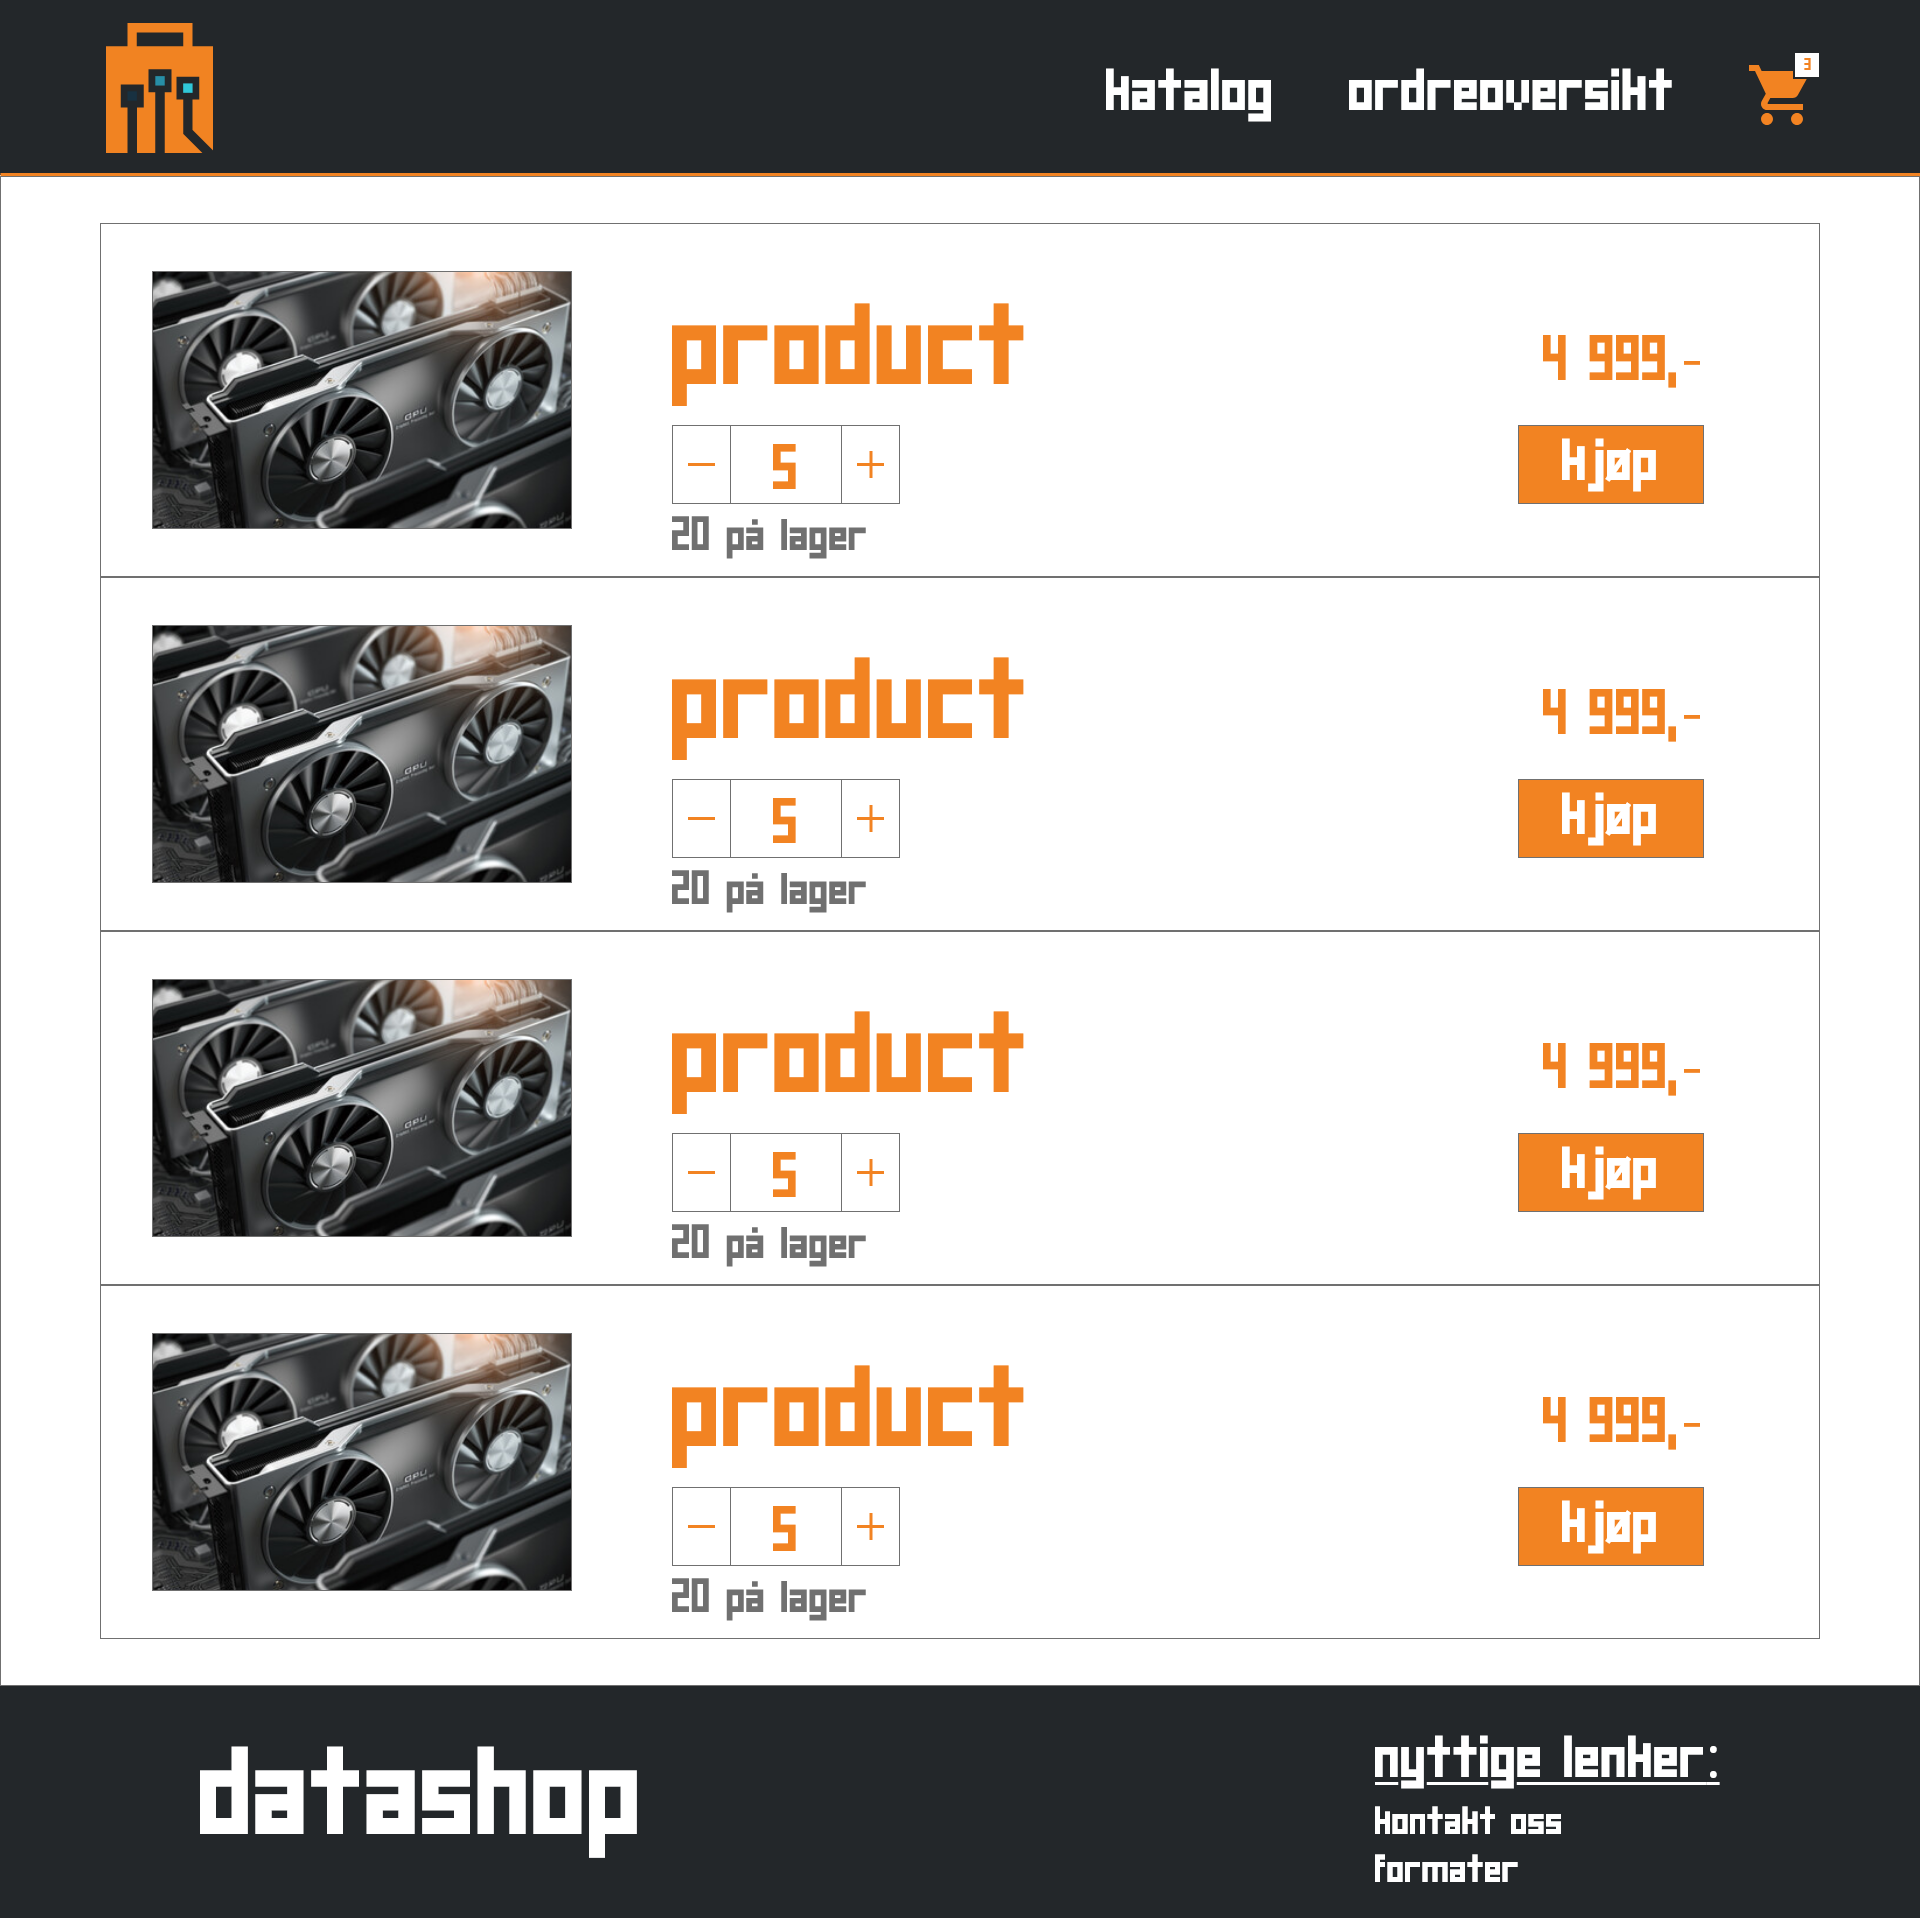 katalog ordreoversikt 3
product
4 999,-
– 5 +
kjøp
20 på lager
product
4 999,-
– 5 +
kjøp
20 på lager
product
4 999,-
– 5 +
kjøp
20 på lager
product
4 999,-
– 5 +
kjøp
20 på lager
datashop
nyttige lenker:
kontakt oss
formater